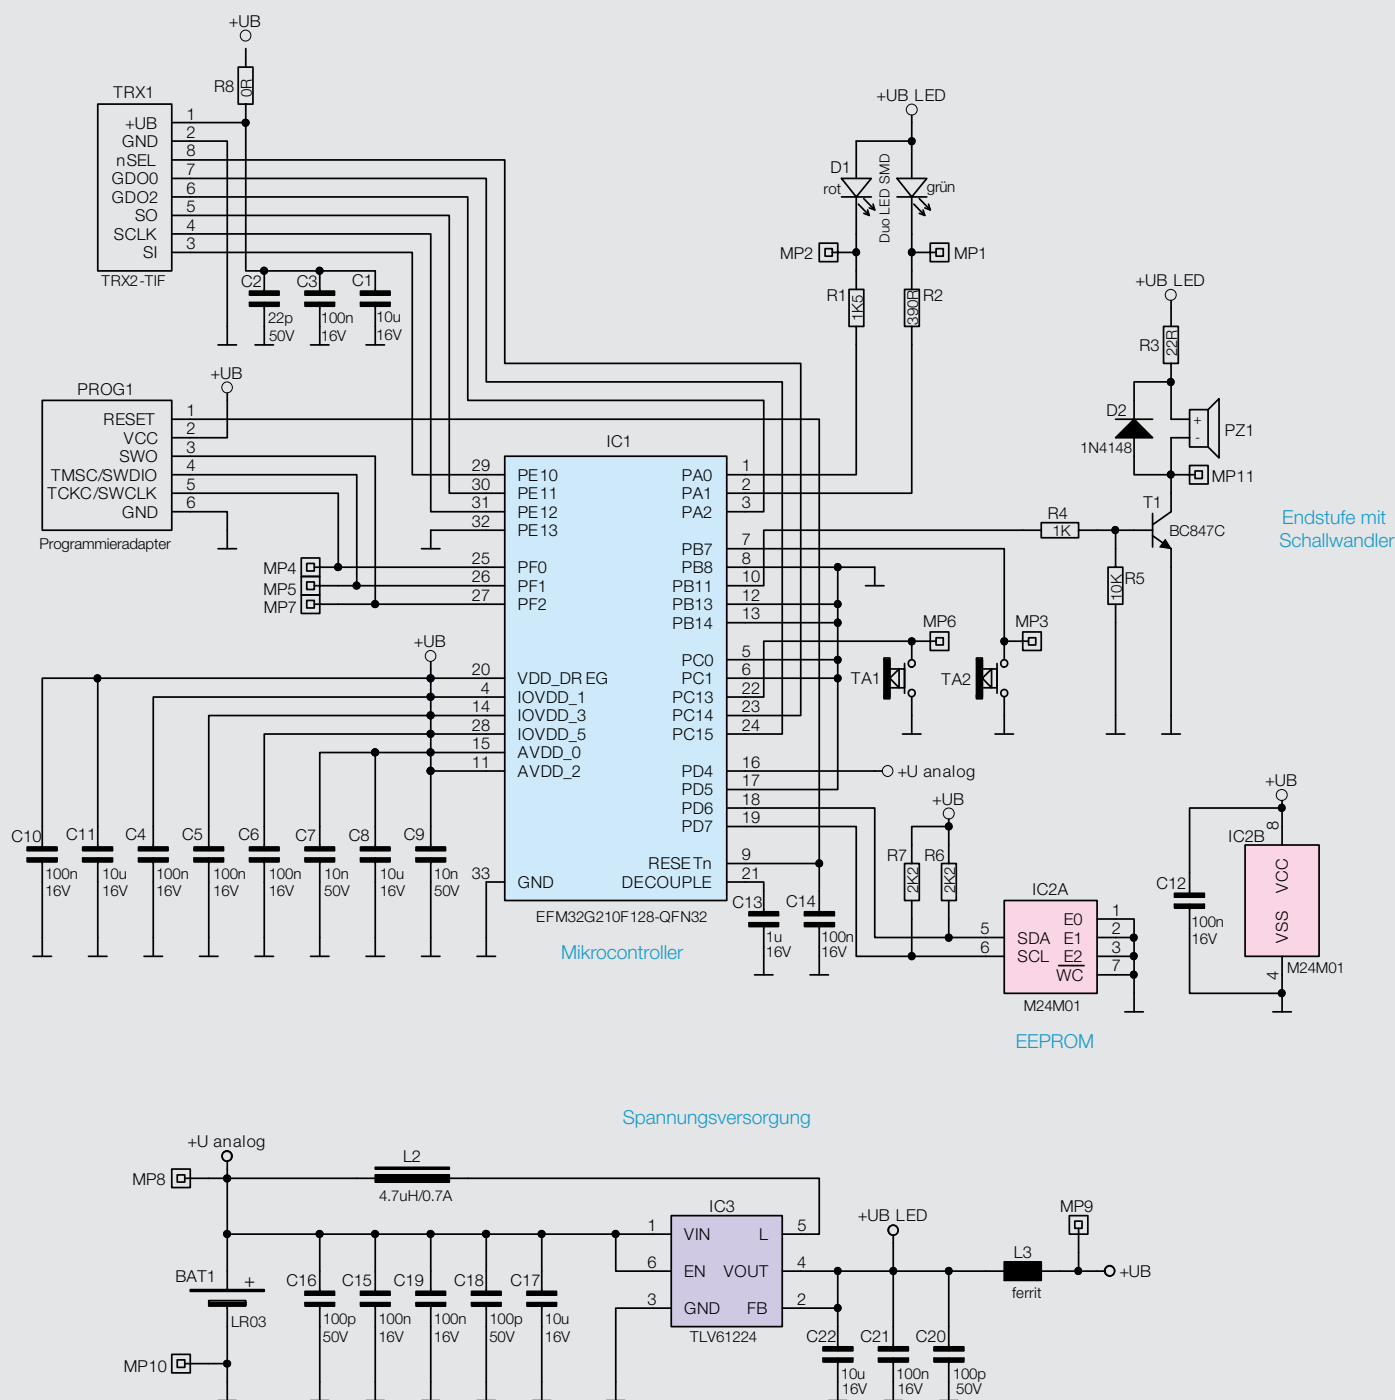 +UB
R8
0R
TRX1
+UB 1
GND 2
nSEL 8
GDO0 7
GDO2 6
SO 5
SCLK 4
SI 3
TRX2-TIF
C2
22p
50V
C3
100n
16V
C1
10u
16V
+UB LED
D1
rot
Duo LED SMD
grün
MP2
MP1
R1
1K5
R2
390R
+UB LED
R3
22R
D2
1N4148
+
-
PZ1
MP11
T1
BC847C
R4
1K
R5
10K
Endstufe mit
Schallwandler
PROG1
+UB
RESET 1
VCC 2
SWO 3
TMSC/SWDIO 4
TCKC/SWCLK 5
GND 6
Programmieradapter
MP4
MP5
MP7
IC1
29 PE10
30 PE11
31 PE12
32 PE13
25 PF0
26 PF1
27 PF2
+UB
20 VDD_DREG
4 IOVDD_1
14 IOVDD_3
28 IOVDD_5
15 AVDD_0
11 AVDD_2
33 GND
PA0 1
PA1 2
PA2 3
PB7 7
PB8 8
PB11 10
PB13 12
PB14 13
PC0 5
PC1 6
PC13 22
PC14 23
PC15 24
PD4 16
PD5 17
PD6 18
PD7 19
RESETn 9
DECOUPLE 21
EFM32G210F128-QFN32
Mikrocontroller
MP6
MP3
TA1
TA2
+U analog
C10
100n
16V
C11
10u
16V
C4
100n
16V
C5
100n
16V
C6
100n
16V
C7
10n
50V
C8
10u
16V
C9
10n
50V
C13
1u
16V
C14
100n
16V
+UB
R7
2K2
R6
2K2
IC2A
5 SDA
6 SCL
E0 1
E1 2
E2 3
WC 7
M24M01
EEPROM
+UB
IC2B
8
VSS VCC
4
M24M01
C12
100n
16V
Spannungsversorgung
+U analog
MP8
L2
4.7uH/0.7A
BAT1
+
LR03
MP10
C16
100p
50V
C15
100n
16V
C19
100n
16V
C18
100p
50V
C17
10u
16V
IC3
1 VIN
6 EN
3 GND
L 5
VOUT 4
FB 2
TLV61224
+UB LED
MP9
L3
ferrit
+UB
C22
10u
16V
C21
100n
16V
C20
100p
50V